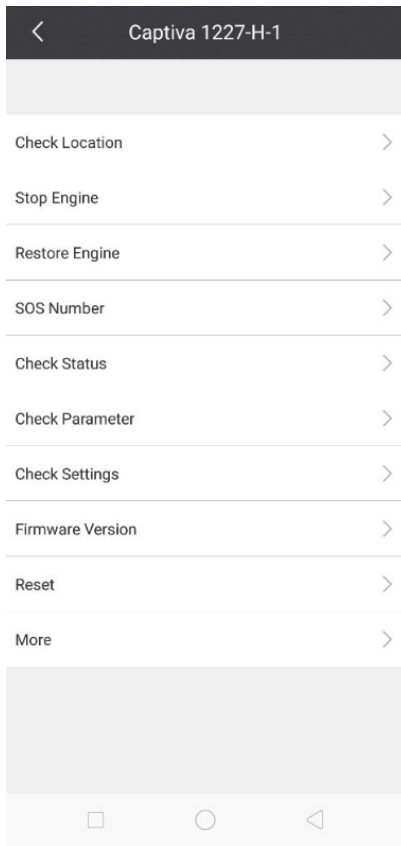 Captiva 1227-H-1
Check Location
Stop Engine
Restore Engine
SOS Number
Check Status
Check Parameter
Check Settings
Firmware Version
Reset
More